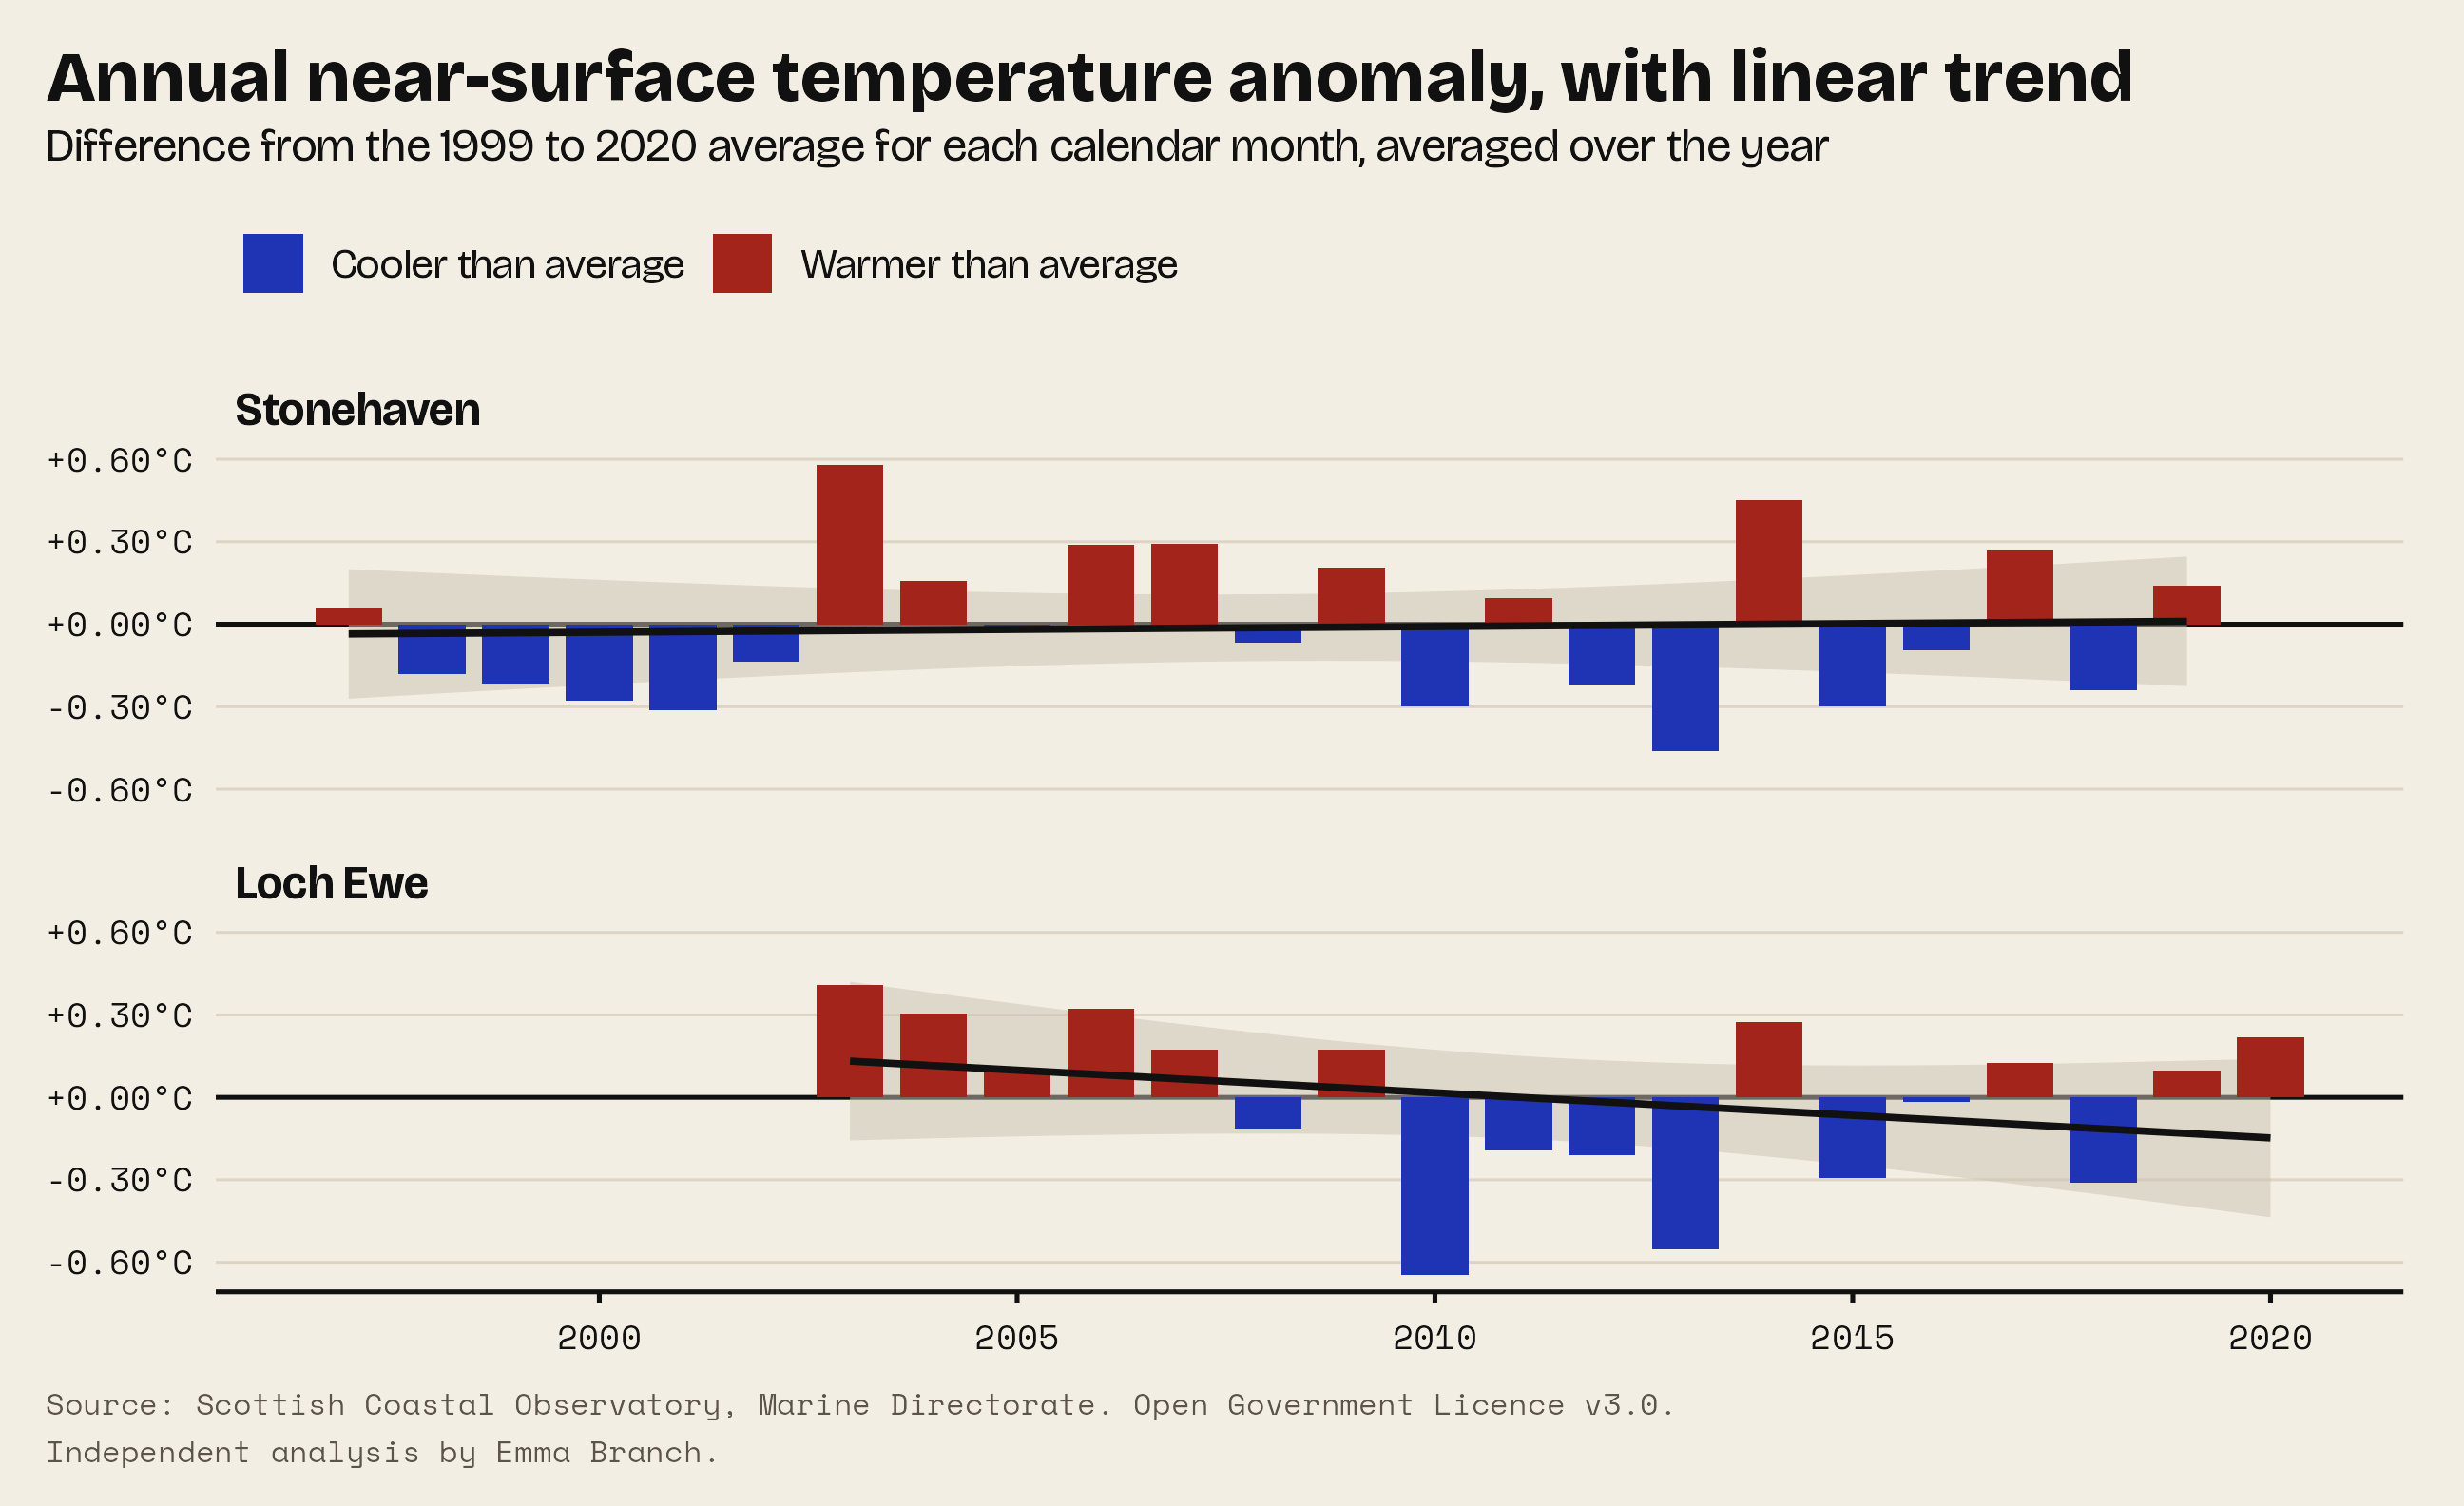 Annual near-surface temperature anomaly, with linear trend
Difference from the 1999 to 2020 average for each calendar month, averaged over the year
Cooler than average Warmer than average
Stonehaven
+0.60°C
+0.30°C
+0.00°C
-0.30°C
-0.60°C
Loch Ewe
+0.60°C
+0.30°C
+0.00°C
-0.30°C
-0.60°C
2000 2005 2010 2015 2020
Source: Scottish Coastal Observatory, Marine Directorate. Open Government Licence v3.0.
Independent analysis by Emma Branch.